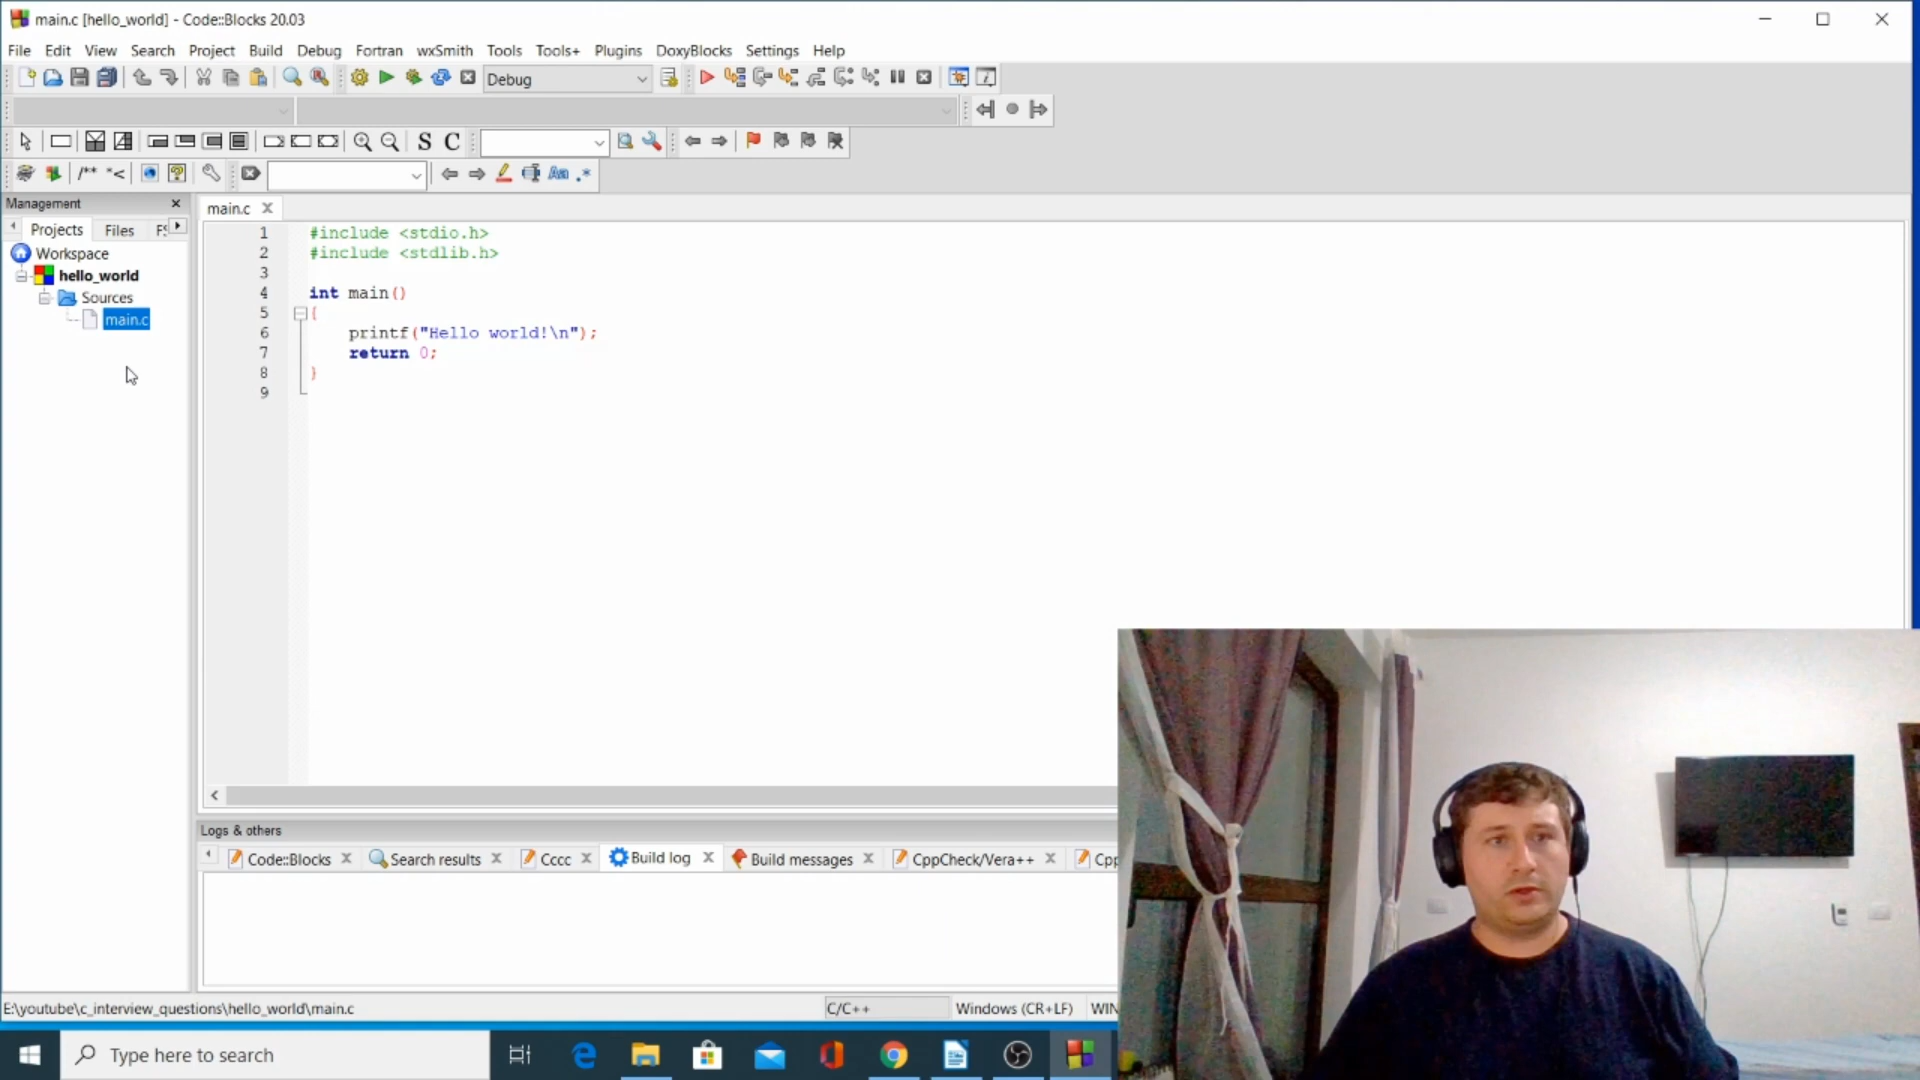 main.c [hello_world] - Code::Blocks 20.03
File Edit View Search Project Build Debug Fortran wxSmith Tools Tools+ Plugins DoxyBlocks Settings Help
Debug
S C
/** *< Aa .*
Management
Projects Files
Workspace
hello_world
Sources
main.c
main.c
1 #include <stdio.h>
2 #include <stdlib.h>
3
4 int main()
5 {
6 printf("Hello world!\n");
7 return 0;
8 }
9
Logs & others
Code::Blocks Search results Cccc Build log Build messages CppCheck/Vera++ Cpp
E:\youtube\c_interview_questions\hello_world\main.c C/C++ Windows (CR+LF) WIN
Type here to search